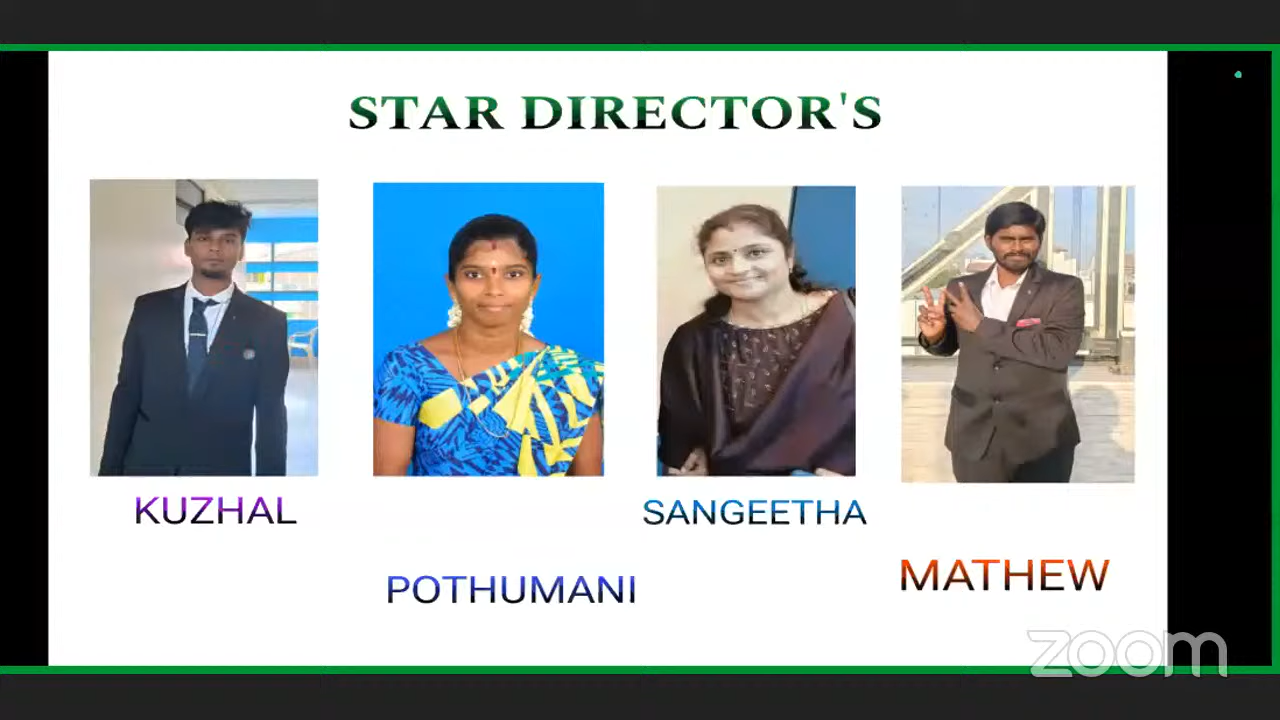 STAR DIRECTOR'S
KUZHAL
SANGEETHA
POTHUMANI
MATHEW
zoom